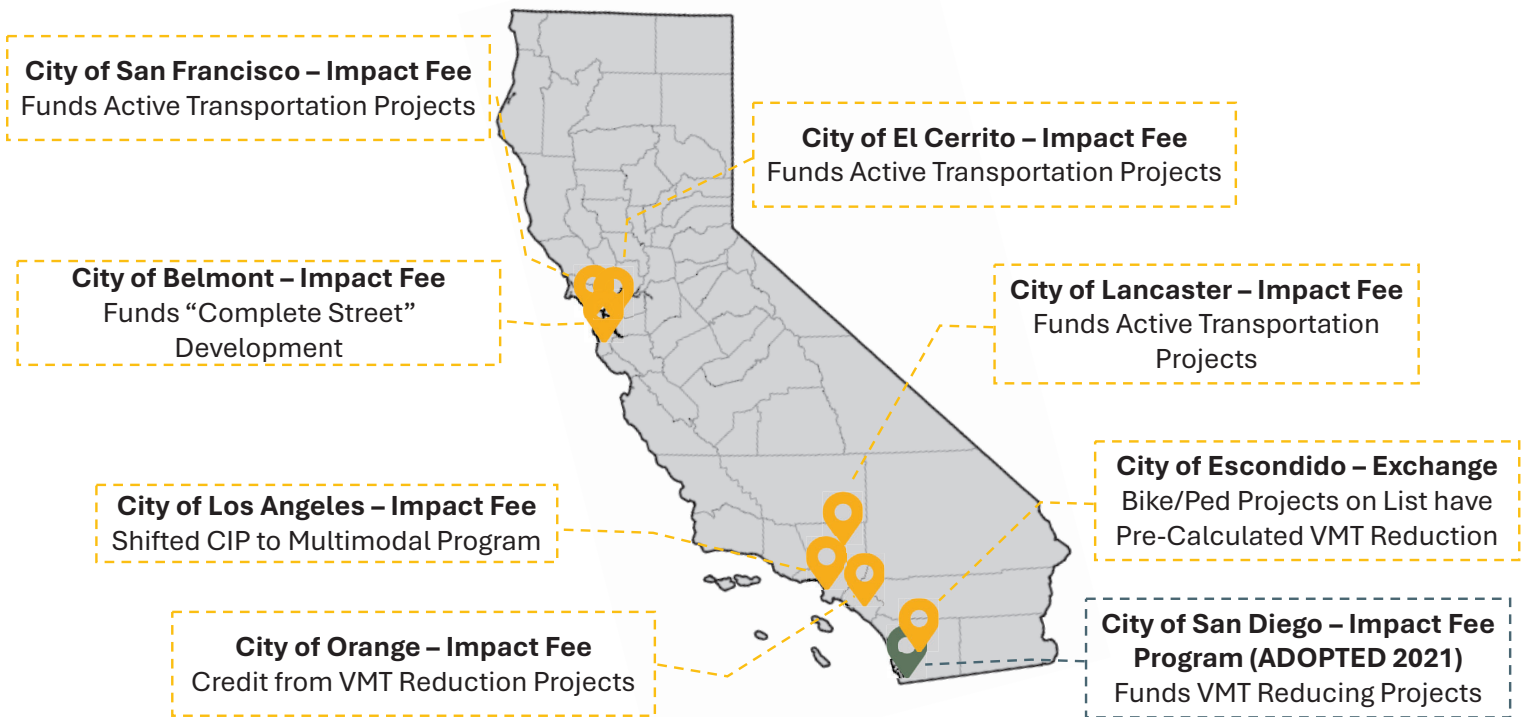 City of San Francisco – Impact Fee
Funds Active Transportation Projects
City of El Cerrito – Impact Fee
Funds Active Transportation Projects
City of Belmont – Impact Fee
Funds “Complete Street”
Development
City of Lancaster – Impact Fee
Funds Active Transportation
Projects
City of Escondido – Exchange
Bike/Ped Projects on List have
Pre-Calculated VMT Reduction
City of Los Angeles – Impact Fee
Shifted CIP to Multimodal Program
City of Orange – Impact Fee
Credit from VMT Reduction Projects
City of San Diego – Impact Fee
Program (ADOPTED 2021)
Funds VMT Reducing Projects